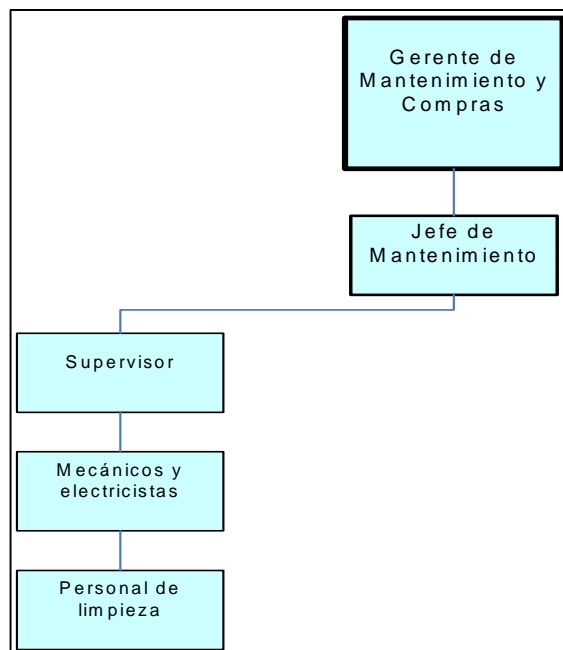 Gerente de
Mantenimiento y
Compras
Jefe de
Mantenimiento
Supervisor
Mecánicos y
electricistas
Personal de
limpieza